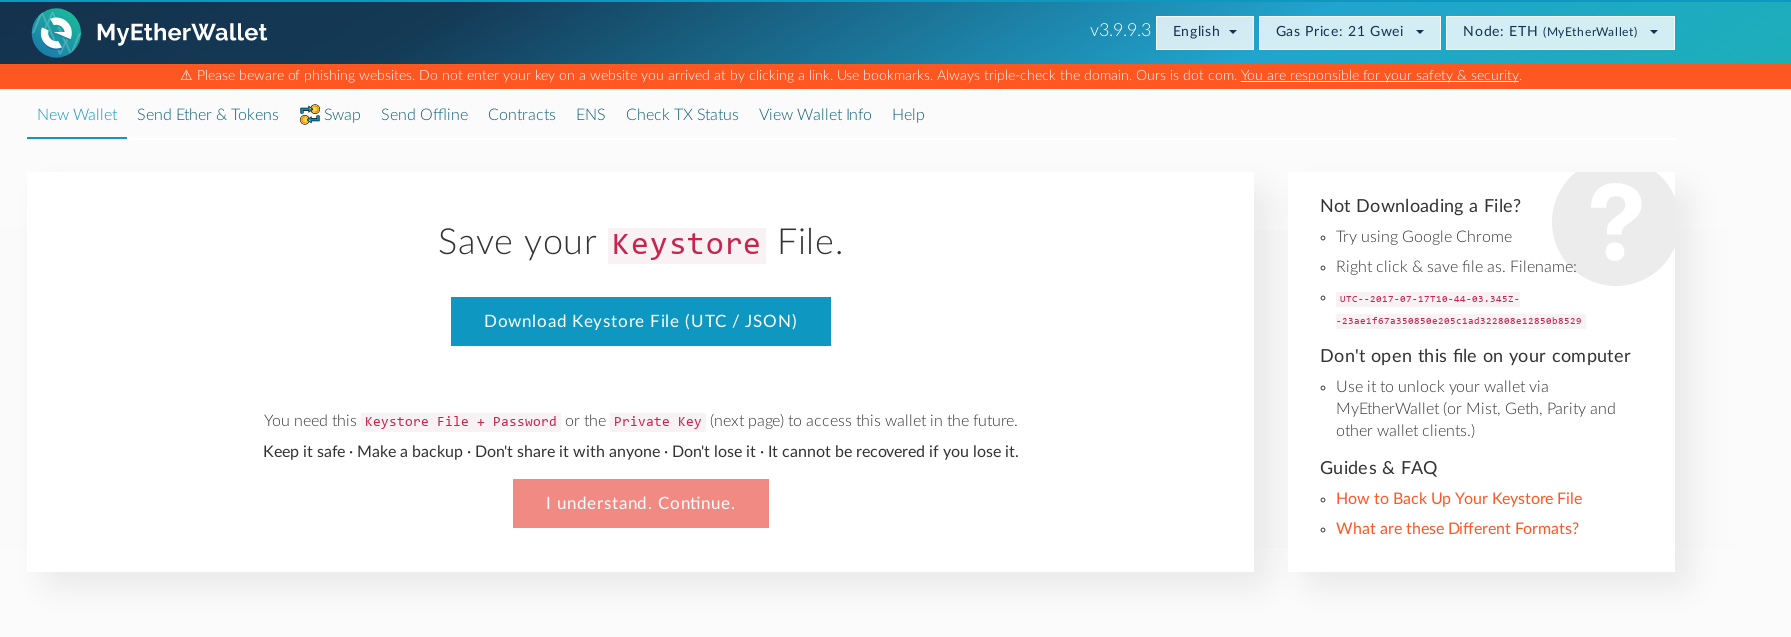 MyEtherWallet
v3.9.9.3 English Gas Price: 21 Gwei Node: ETH (MyEtherWallet)
⚠ Please beware of phishing websites. Do not enter your key on a website you arrived at by clicking a link. Use bookmarks. Always triple-check the domain. Ours is dot com. You are responsible for your safety & security.
New Wallet Send Ether & Tokens Swap Send Offline Contracts ENS Check TX Status View Wallet Info Help
Save your Keystore File.
Download Keystore File (UTC / JSON)
You need this Keystore File + Password or the Private Key (next page) to access this wallet in the future.
Keep it safe · Make a backup · Don't share it with anyone · Don't lose it · It cannot be recovered if you lose it.
I understand. Continue.
?
Not Downloading a File?
Try using Google Chrome
Right click & save file as. Filename:
UTC--2017-07-17T10-44-03.345Z-
-23ae1f67a350850e205c1ad322808e12850b8529
Don't open this file on your computer
Use it to unlock your wallet via
MyEtherWallet (or Mist, Geth, Parity and
other wallet clients.)
Guides & FAQ
How to Back Up Your Keystore File
What are these Different Formats?